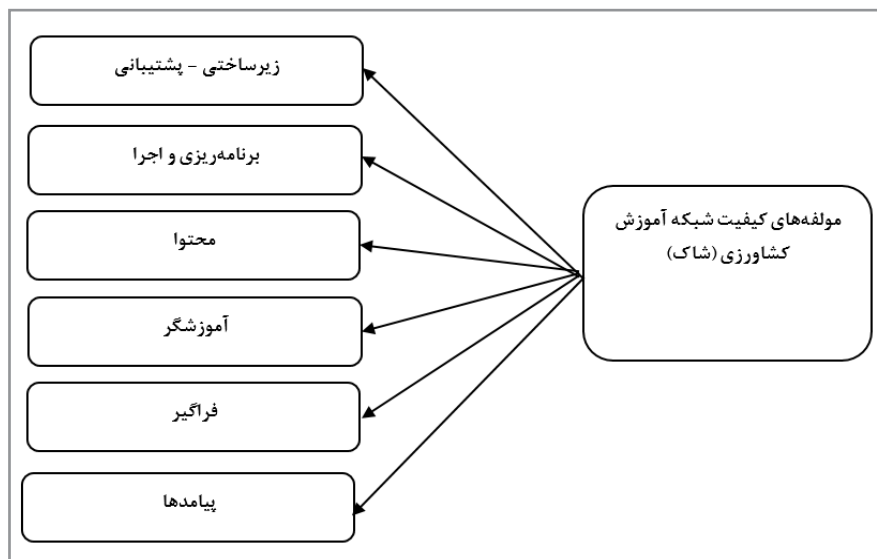 مولفه‌های کیفیت شبکه آموزش
کشاورزی (شاک)
زیرساختی - پشتیبانی
برنامه‌ریزی و اجرا
محتوا
آموزشگر
فراگیر
پیامدها